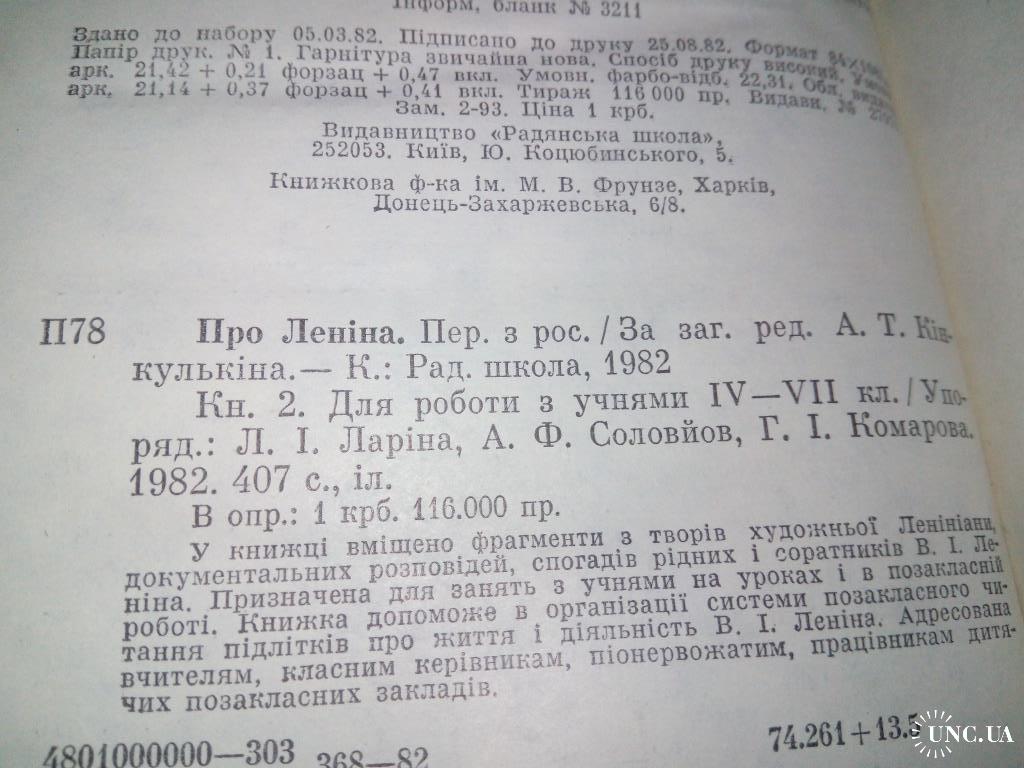 Інформ, бланк № 3211
Здано до набору 05.03.82. Підписано до друку 25.08.82. Формат
Папір друк. № 1. Гарнітура звичайна нова. Спосіб друку високий.
арк. 21,42 + 0,21 форзац + 0,47 вкл. Умовн. фарбо-відб. 22,31. Обл.
арк. 21,14 + 0,37 форзац + 0,41 вкл. Тираж 116 000 пр. Видавн. №
Зам. 2-93. Ціна 1 крб.
Видавництво «Радянська школа»,
252053. Київ, Ю. Коцюбинського, 5.
Книжкова ф-ка ім. М. В. Фрунзе, Харків,
Донець-Захаржевська, 6/8.
П78 Про Леніна. Пер. з рос. / За заг. ред. А. Т. Кін-
кулькіна. — К.: Рад. школа, 1982
Кн. 2. Для роботи з учнями IV—VII кл. / Упо-
ряд.: Л. І. Ларіна, А. Ф. Соловйов, Г. І. Комарова.
1982. 407 с., іл.
В опр.: 1 крб. 116.000 пр.
У книжці вміщено фрагменти з творів художньої Ленініани,
документальних розповідей, спогадів рідних і соратників В. І. Ле-
ніна. Призначена для занять з учнями на уроках і в позакласній
роботі. Книжка допоможе в організації системи позакласного чи-
тання підлітків про життя і діяльність В. І. Леніна. Адресована
вчителям, класним керівникам, піонервожатим, працівникам дитя-
чих позакласних закладів.
4801000000—303 368—82 74.261+13.5
UNC.UA